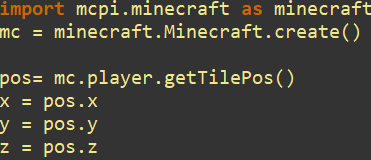 import mcpi.minecraft as minecraft
mc = minecraft.Minecraft.create()
pos= mc.player.getTilePos()
x = pos.x
y = pos.y
z = pos.z